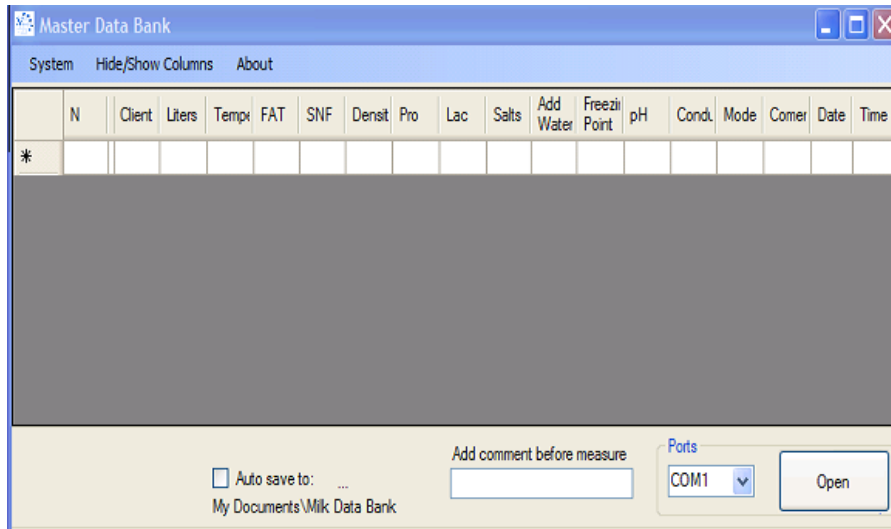 Master Data Bank
System Hide/Show Columns About
N Client Liters Tempe FAT SNF Densit Pro Lac Salts Add Water Freezin Point pH Condu Mode Comer Date Time
*
Add comment before measure
Ports
Auto save to: ...
COM1
Open
My Documents\Milk Data Bank